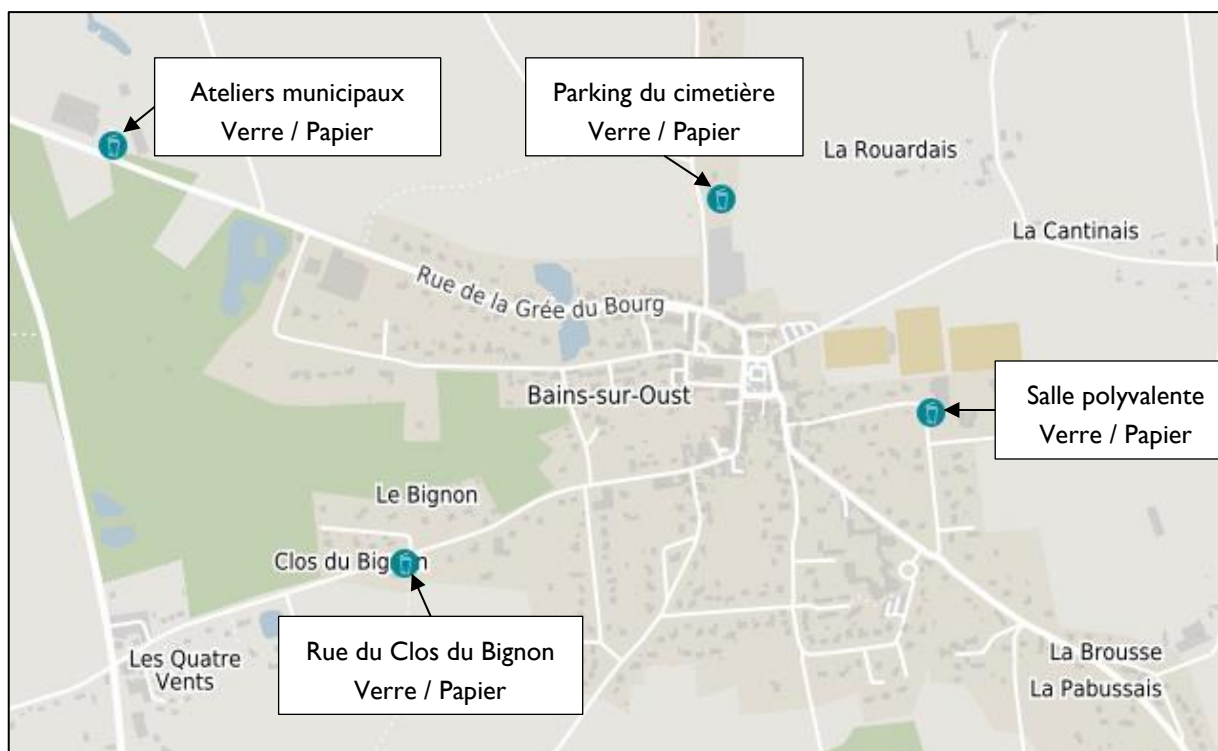 Ateliers municipaux
Verre / Papier
Parking du cimetière
Verre / Papier
La Rouardais
La Cantinais
Rue de la Grée du Bourg
Bains-sur-Oust
Salle polyvalente
Verre / Papier
Le Bignon
Clos du Bignon
Rue du Clos du Bignon
Verre / Papier
Les Quatre
Vents
La Brousse
La Pabussais